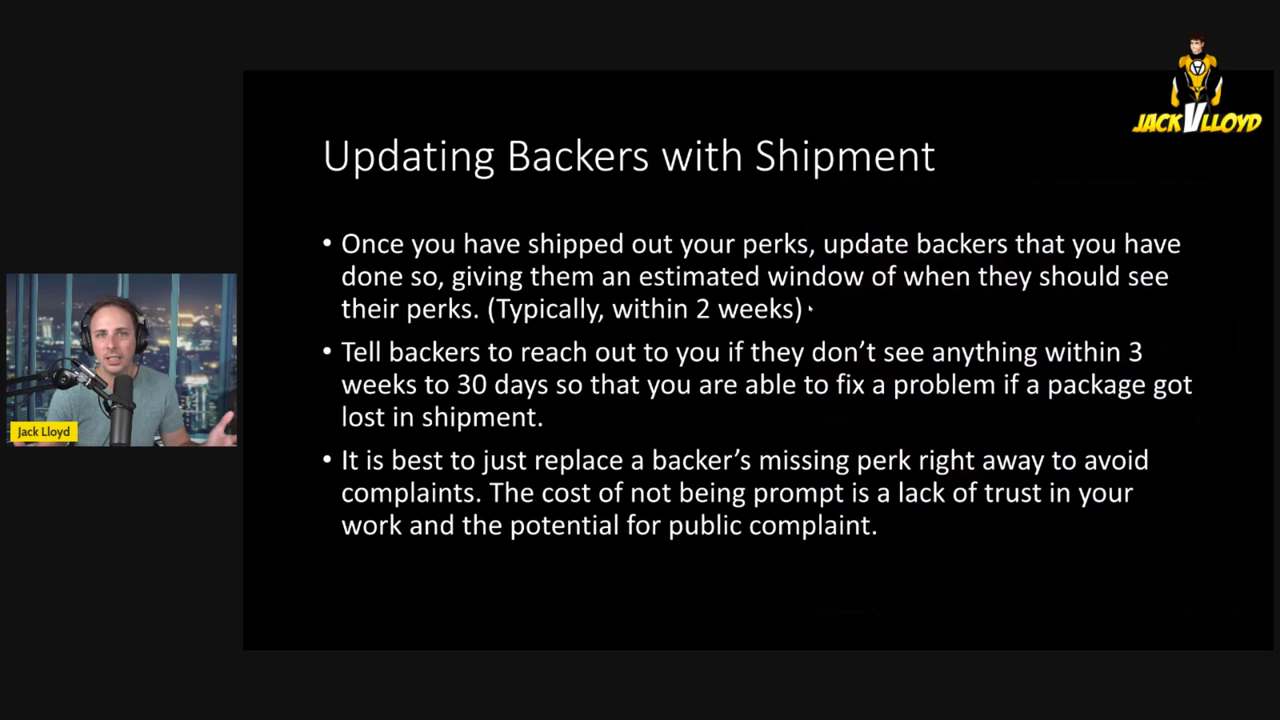 JACK V LLOYD
Updating Backers with Shipment
• Once you have shipped out your perks, update backers that you have
done so, giving them an estimated window of when they should see
their perks. (Typically, within 2 weeks)
• Tell backers to reach out to you if they don’t see anything within 3
weeks to 30 days so that you are able to fix a problem if a package got
lost in shipment.
• It is best to just replace a backer’s missing perk right away to avoid
complaints. The cost of not being prompt is a lack of trust in your
work and the potential for public complaint.
Jack Lloyd